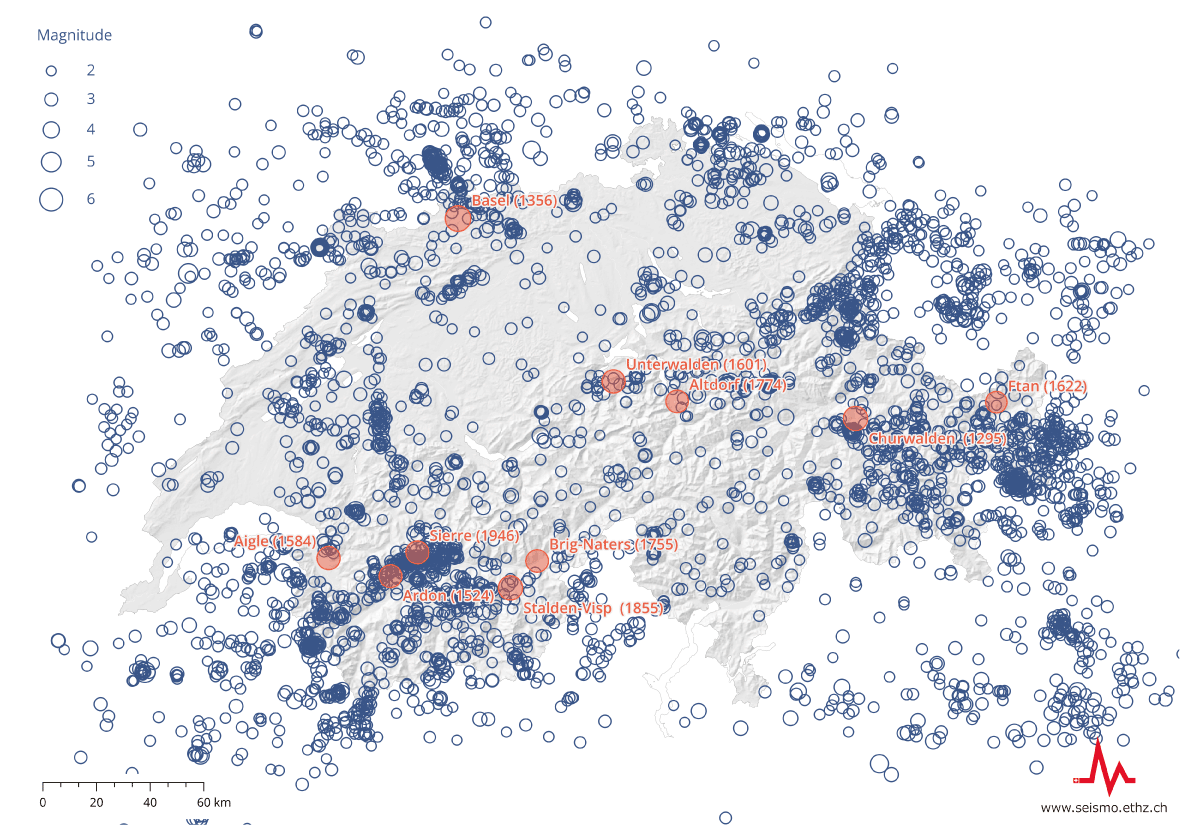 Magnitude
2
3
4
5
6
Basel (1356)
Unterwalden (1601)
Altdorf (1774)
Ftan (1622)
Churwalden (1295)
Sierre (1946)
Aigle (1584)
Brig-Naters (1755)
Ardon (1524)
Stalden-Visp (1855)
0 20 40 60 km
www.seismo.ethz.ch